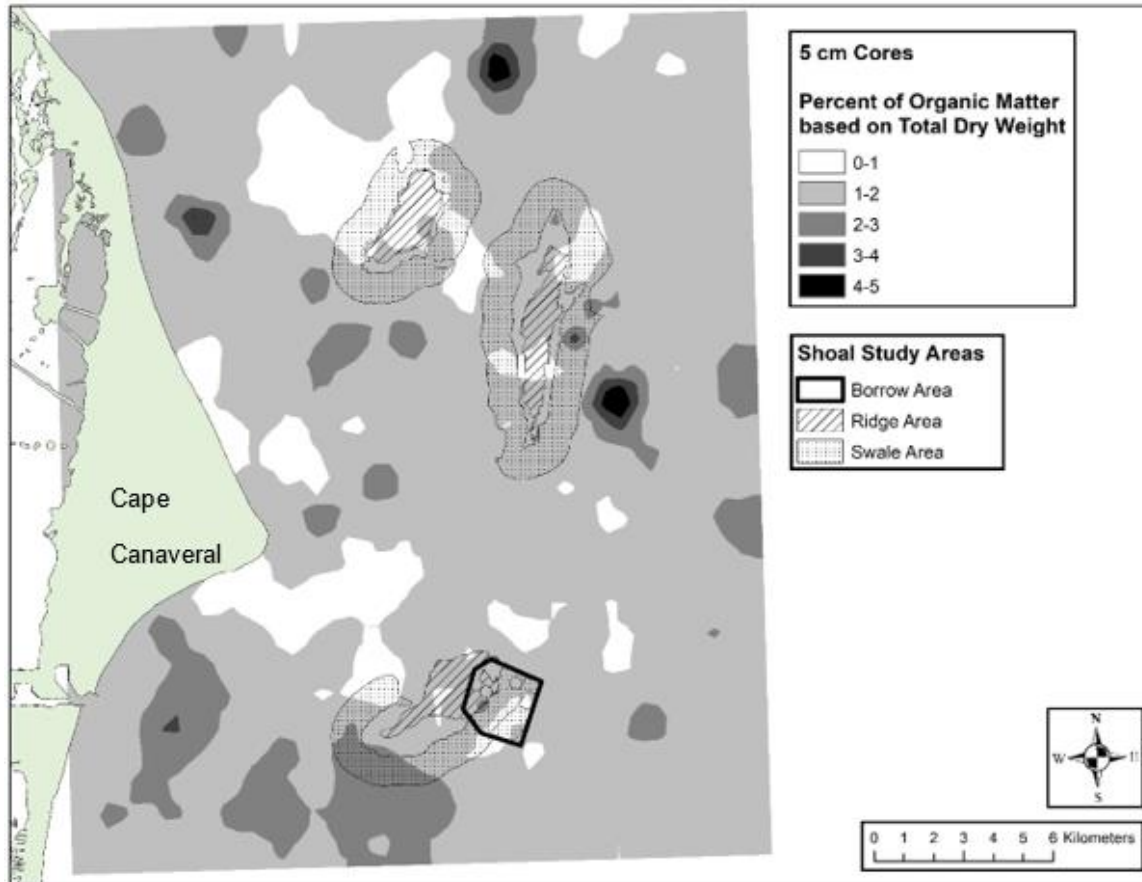 5 cm Cores
Percent of Organic Matter
based on Total Dry Weight
0-1
1-2
2-3
3-4
4-5
Shoal Study Areas
Borrow Area
Ridge Area
Swale Area
Cape
Canaveral
N
W
S
0 1 2 3 4 5 6 Kilometers